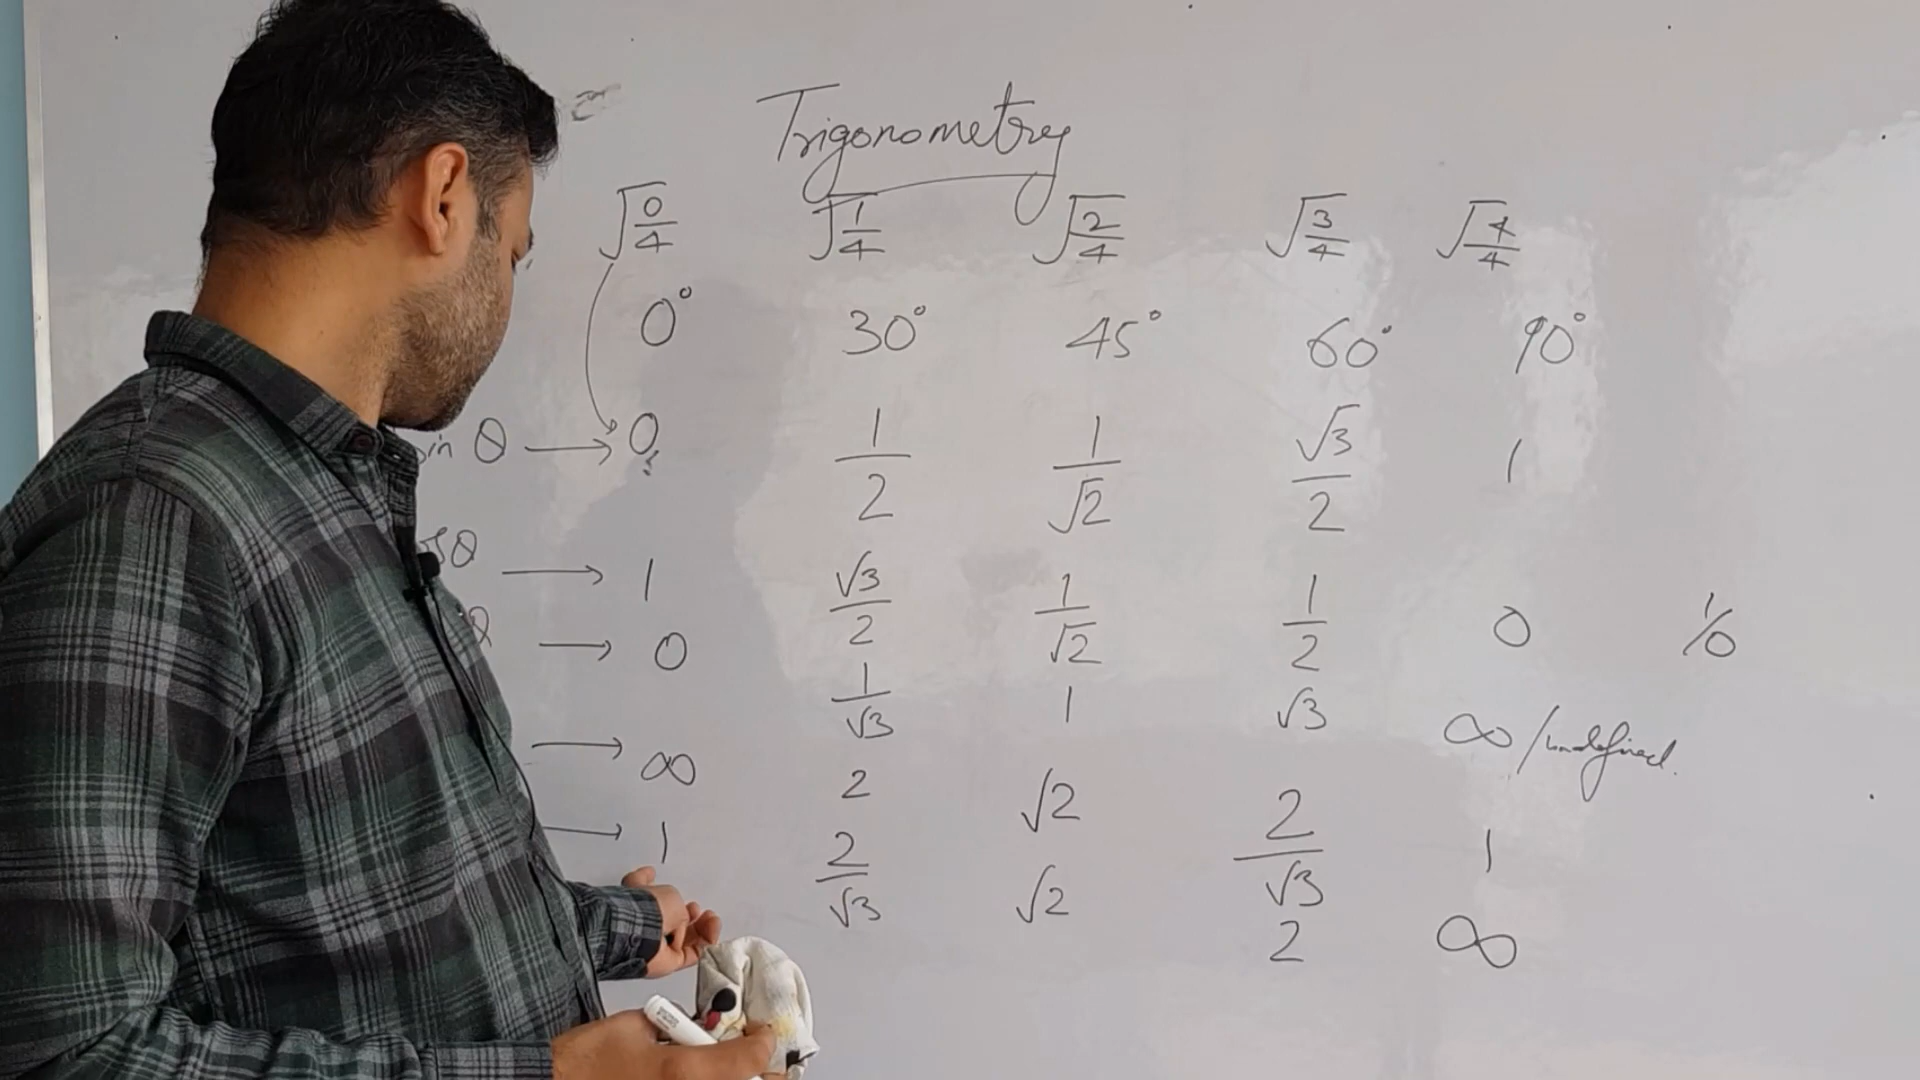 Trigonometry
√0/4 √1/4 √2/4 √3/4 √4/4
0° 30° 45° 60° 90°
in θ → 0 1/2 1/√2 √3/2 1
θ → 1 √3/2 1/√2 1/2 0 1/0
→ 0 1/√3 1 √3 ∞/undefined.
→ ∞ 2 √2 2/√3 1
→ 1 2/√3 √2 2 ∞